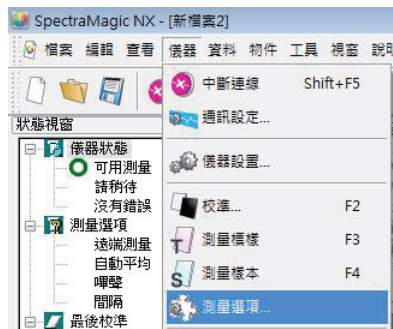 SpectraMagic NX - [新檔案2]
檔案 編輯 查看 儀器 資料 物件 工具 視窗 說明
中斷連線 Shift+F5
通訊設定...
儀器設置...
校準... F2
測量標樣 F3
測量樣本 F4
測量選項...
狀態視窗
儀器狀態
可用測量
請稍待
沒有錯誤
測量選項
遠端測量
自動平均
嗶聲
間隔
最後校準